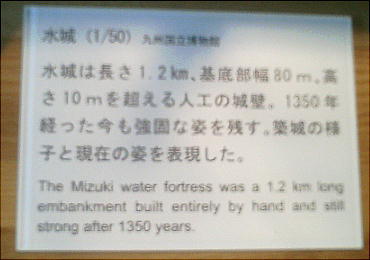 水城（1/50）九州国立博物館
水城は長さ1.2km、基底部幅80m、高
さ10mを超える人工の城壁。1350年
経った今も強固な姿を残す。築城の様
子と現在の姿を表現した。
The Mizuki water fortress was a 1.2 km long
embankment built entirely by hand and still
strong after 1350 years.